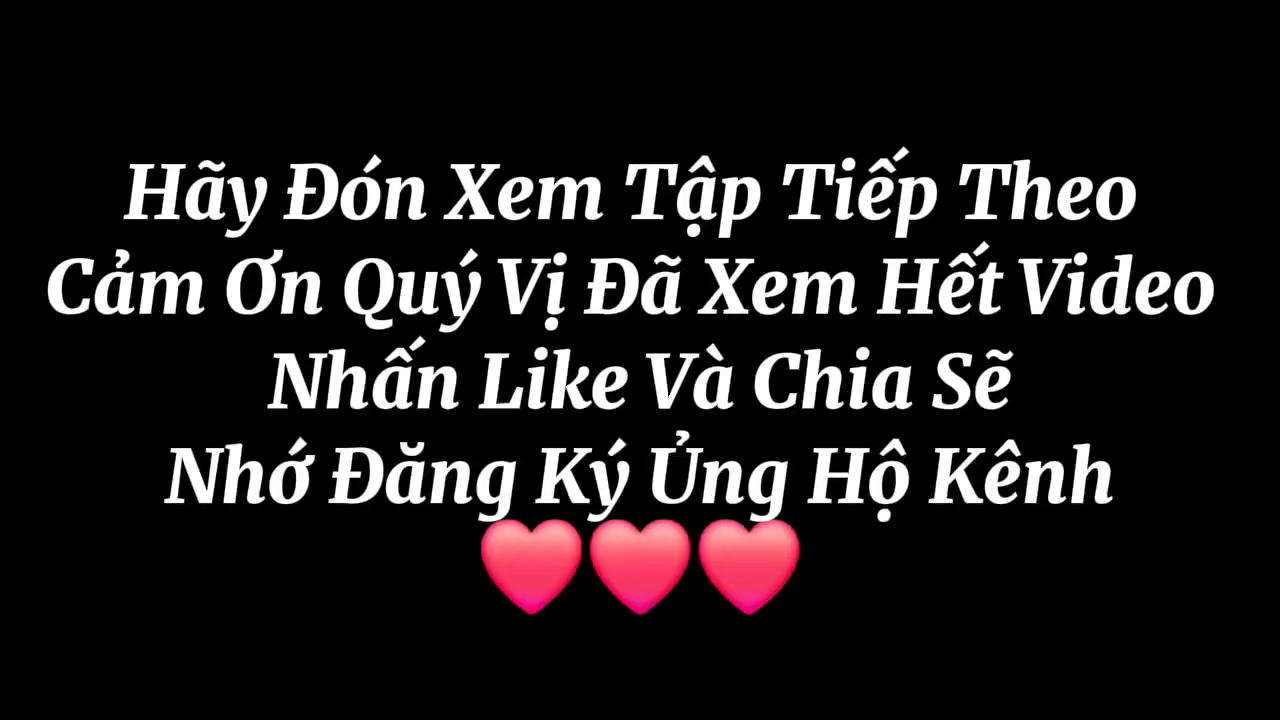 Hãy Đón Xem Tập Tiếp Theo
Cảm Ơn Quý Vị Đã Xem Hết Video
Nhấn Like Và Chia Sẽ
Nhớ Đăng Ký Ủng Hộ Kênh